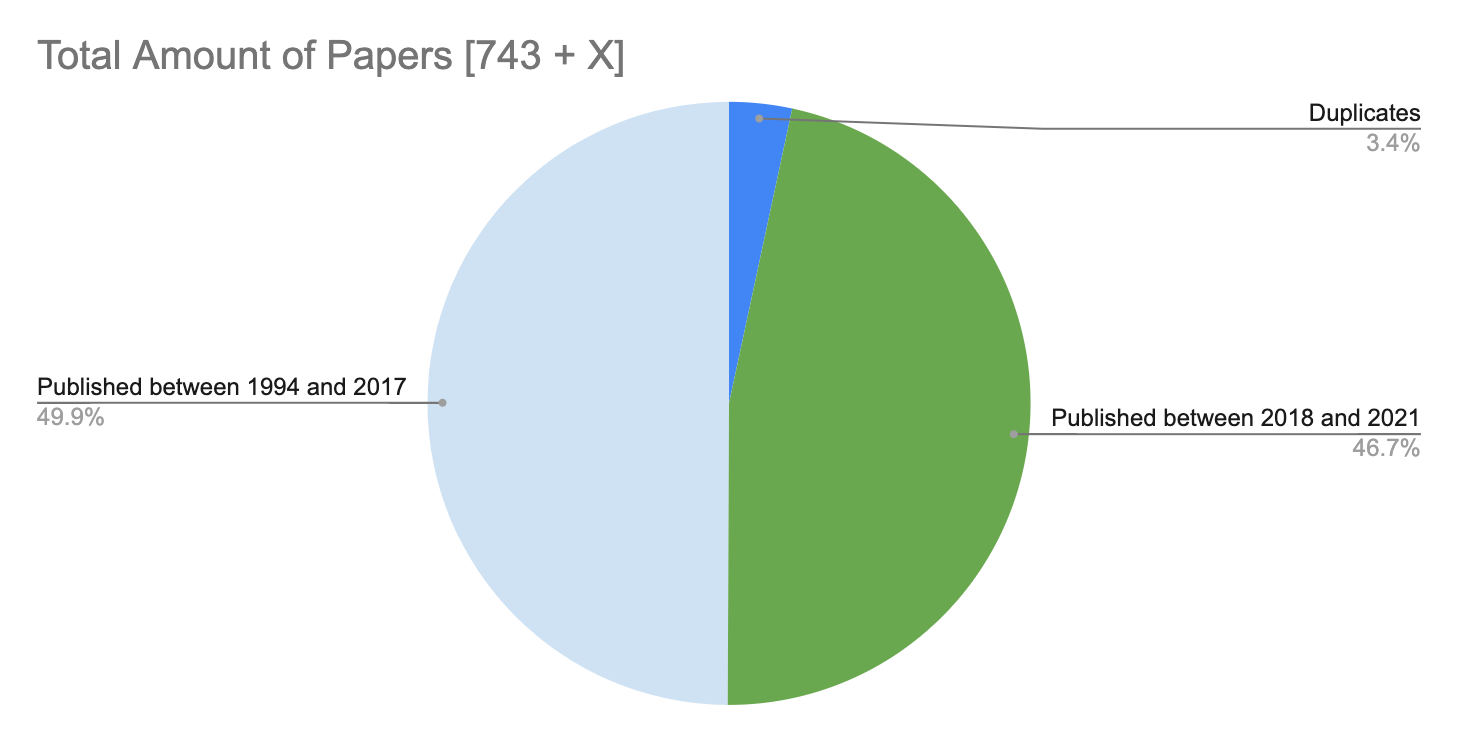 Total Amount of Papers [743 + X]
Duplicates
3.4%
Published between 1994 and 2017
49.9%
Published between 2018 and 2021
46.7%